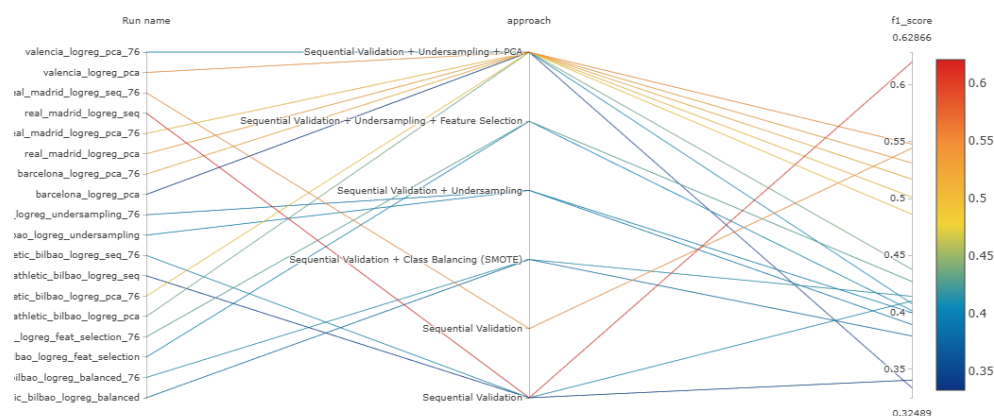 Run name
approach
f1_score
0.62866
valencia_logreg_pca_76
valencia_logreg_pca
eal_madrid_logreg_seq_76
real_madrid_logreg_seq
al_madrid_logreg_pca_76
real_madrid_logreg_pca
barcelona_logreg_pca_76
barcelona_logreg_pca
_logreg_undersampling_76
bao_logreg_undersampling
etic_bilbao_logreg_seq_76
athletic_bilbao_logreg_seq
etic_bilbao_logreg_pca_76
athletic_bilbao_logreg_pca
_logreg_feat_selection_76
bao_logreg_feat_selection
bilbao_logreg_balanced_76
ic_bilbao_logreg_balanced
Sequential Validation + Undersampling + PCA
Sequential Validation + Undersampling + Feature Selection
Sequential Validation + Undersampling
Sequential Validation + Class Balancing (SMOTE)
Sequential Validation
Sequential Validation
0.6
0.55
0.5
0.45
0.4
0.35
0.32489
0.6
0.55
0.5
0.45
0.4
0.35